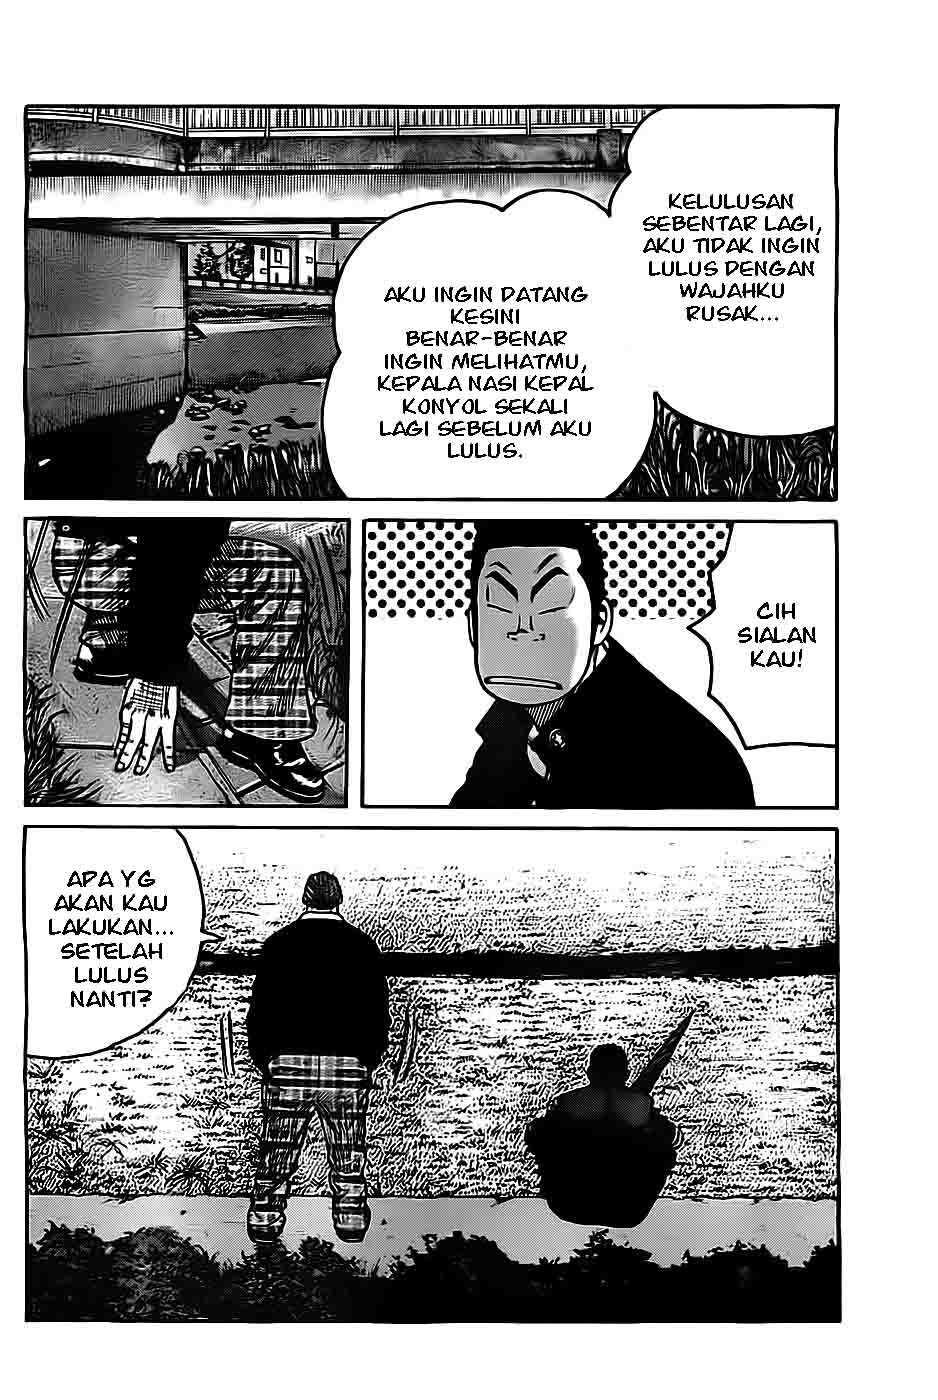 KELULUSAN
SEBENTAR LAGI,
AKU TIDAK INGIN
LULUS DENGAN
WAJAHKU
RUSAK...
AKU INGIN DATANG
KESINI
BENAR-BENAR
INGIN MELIHATMU,
KEPALA NASI KEPAL
KONYOL SEKALI
LAGI SEBELUM AKU
LULUS.
CIH
SIALAN
KAU!
APA YG
AKAN KAU
LAKUKAN...
SETELAH
LULUS
NANTI?